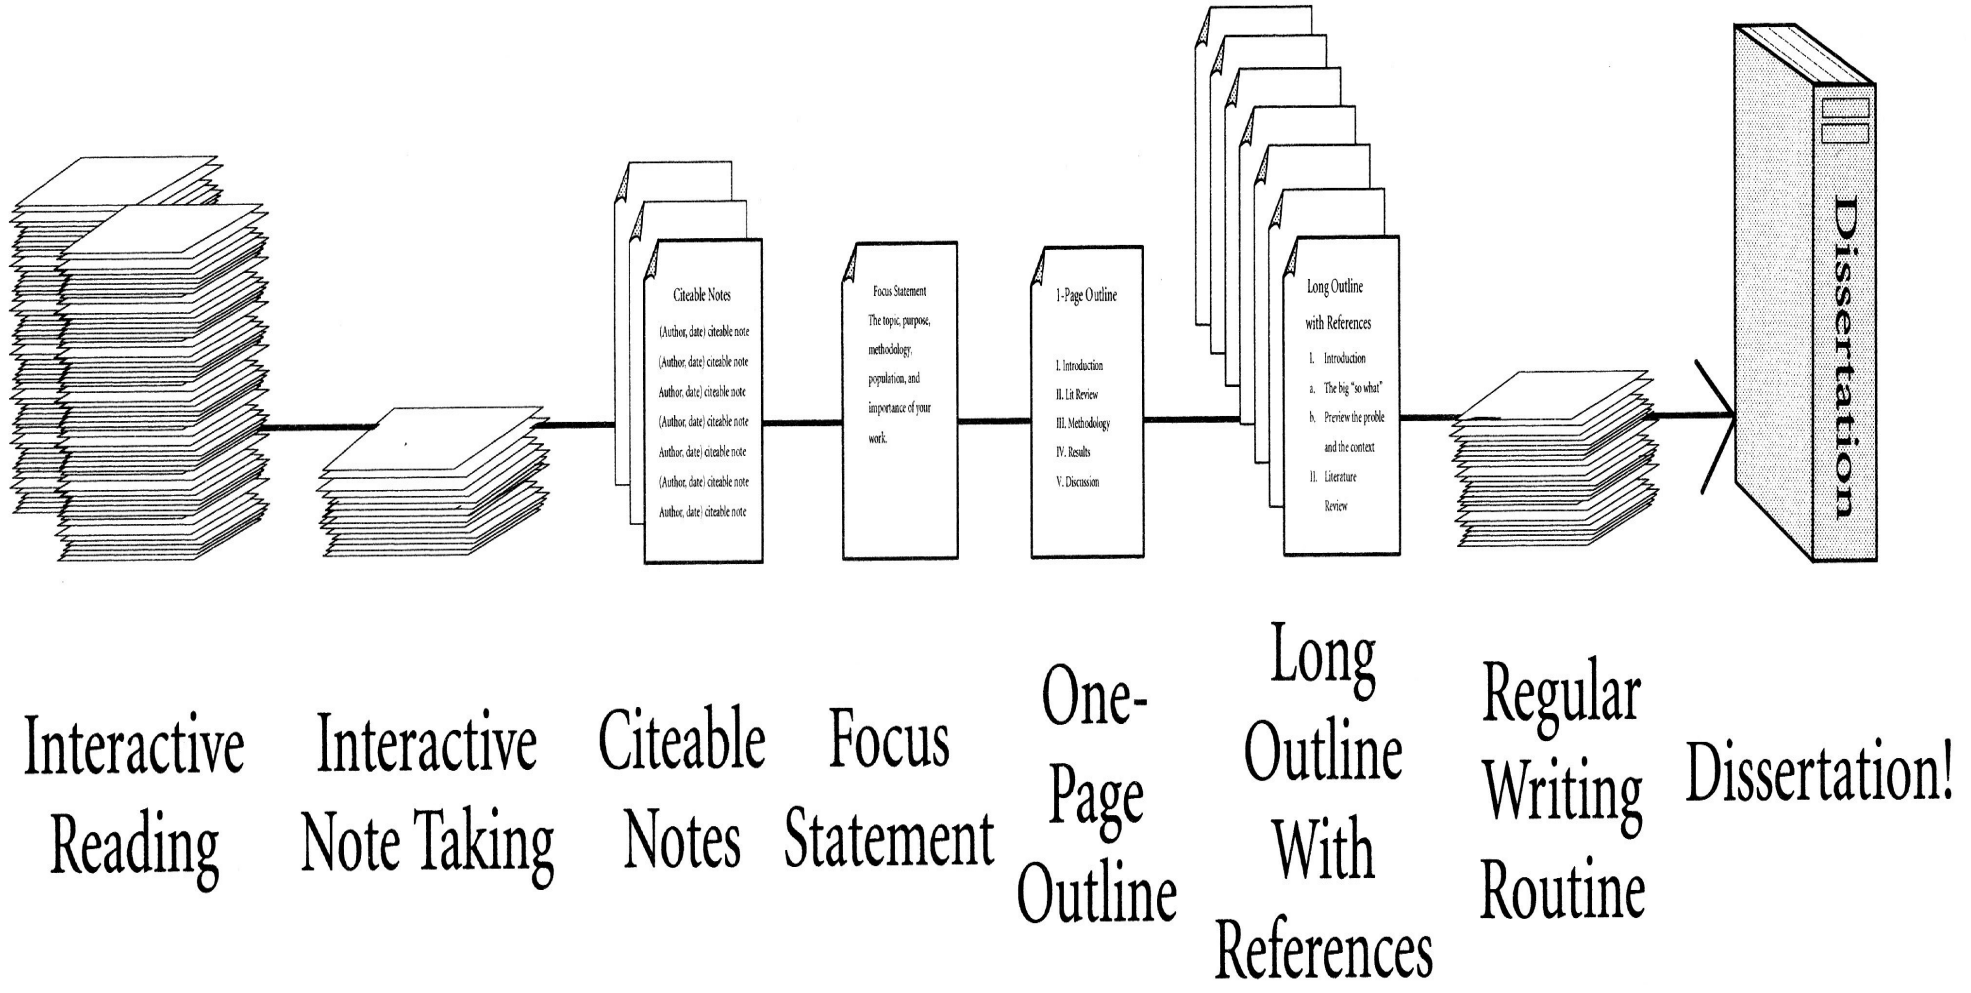 Citeable Notes
(Author, date) citeable note
(Author, date) citeable note
Author, date) citeable note
(Author, date) citeable note
Author, date) citeable note
(Author, date) citeable note
Author, date) citeable note
Focus Statement
The topic, purpose,
methodology,
population, and
importance of your
work.
1-Page Outline
I. Introduction
II. Lit Review
III. Methodology
IV. Results
V. Discussion
Long Outline
with References
I. Introduction
a. The big "so what"
b. Preview the proble
and the context
II. Literature
Review
Dissertation
Interactive
Reading
Interactive
Note Taking
Citeable
Notes
Focus
Statement
One-
Page
Outline
Long
Outline
With
References
Regular
Writing
Routine
Dissertation!